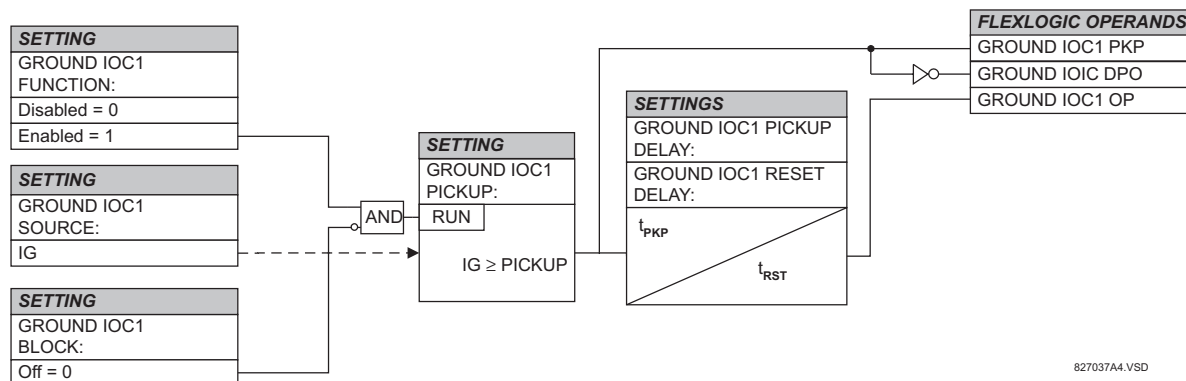 SETTING
GROUND IOC1
FUNCTION:
Disabled = 0
Enabled = 1
SETTING
GROUND IOC1
SOURCE:
IG
SETTING
GROUND IOC1
BLOCK:
Off = 0
AND
SETTING
GROUND IOC1
PICKUP:
RUN
IG ≥ PICKUP
SETTINGS
GROUND IOC1 PICKUP
DELAY:
GROUND IOC1 RESET
DELAY:
tPKP
tRST
FLEXLOGIC OPERANDS
GROUND IOC1 PKP
GROUND IOIC DPO
GROUND IOC1 OP
827037A4.VSD